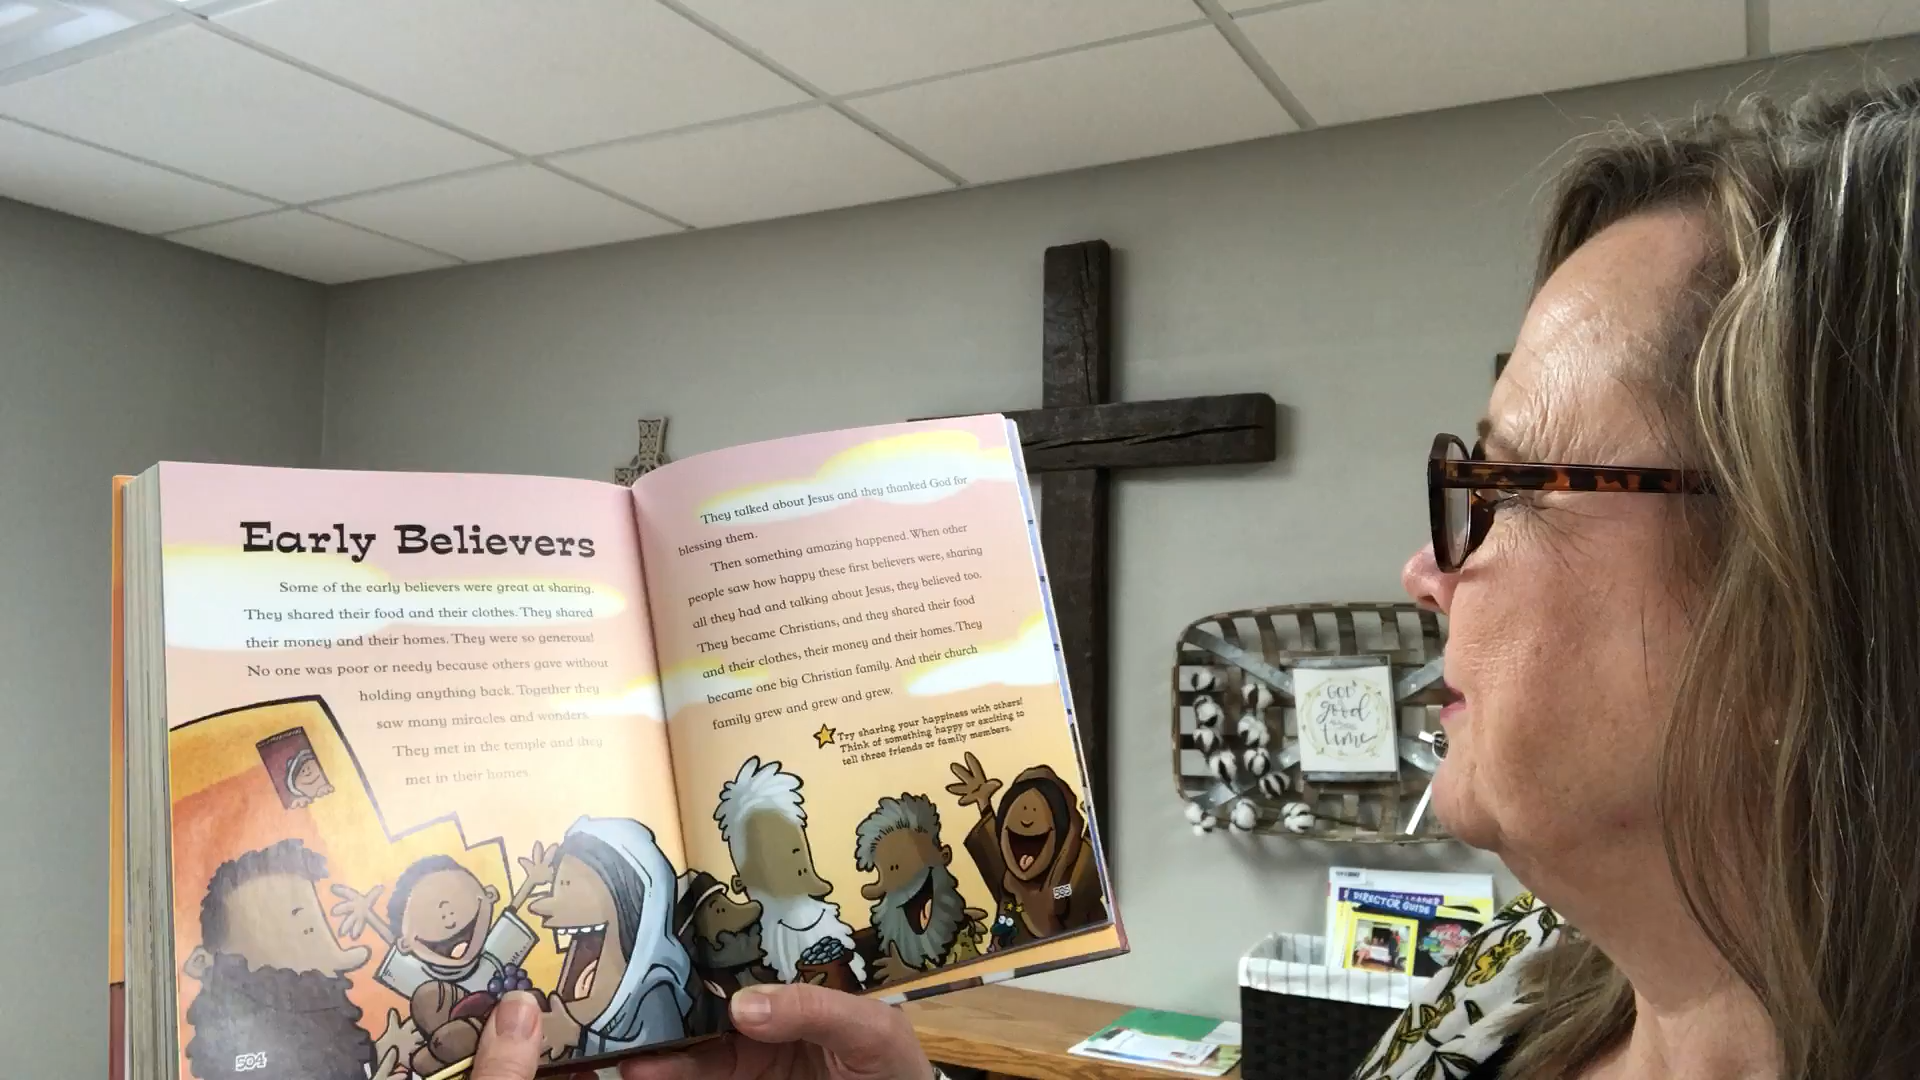 Early Believers
Some of the early believers were great at sharing.
They shared their food and their clothes. They shared
their money and their homes. They were so generous!
No one was poor or needy because others gave without
holding anything back. Together they
saw many miracles and wonders.
They met in the temple and they
met in their homes.
504
They talked about Jesus and they thanked God for
blessing them.
Then something amazing happened. When other
people saw how happy these first believers were, sharing
all they had and talking about Jesus, they believed too.
They became Christians, and they shared their food
and their clothes, their money and their homes. They
became one big Christian family. And their church
family grew and grew and grew.
Try sharing your happiness with others!
Think of something happy or exciting to
tell three friends or family members.
505
GOD
good
time
LEADER
DIRECTOR GUIDE